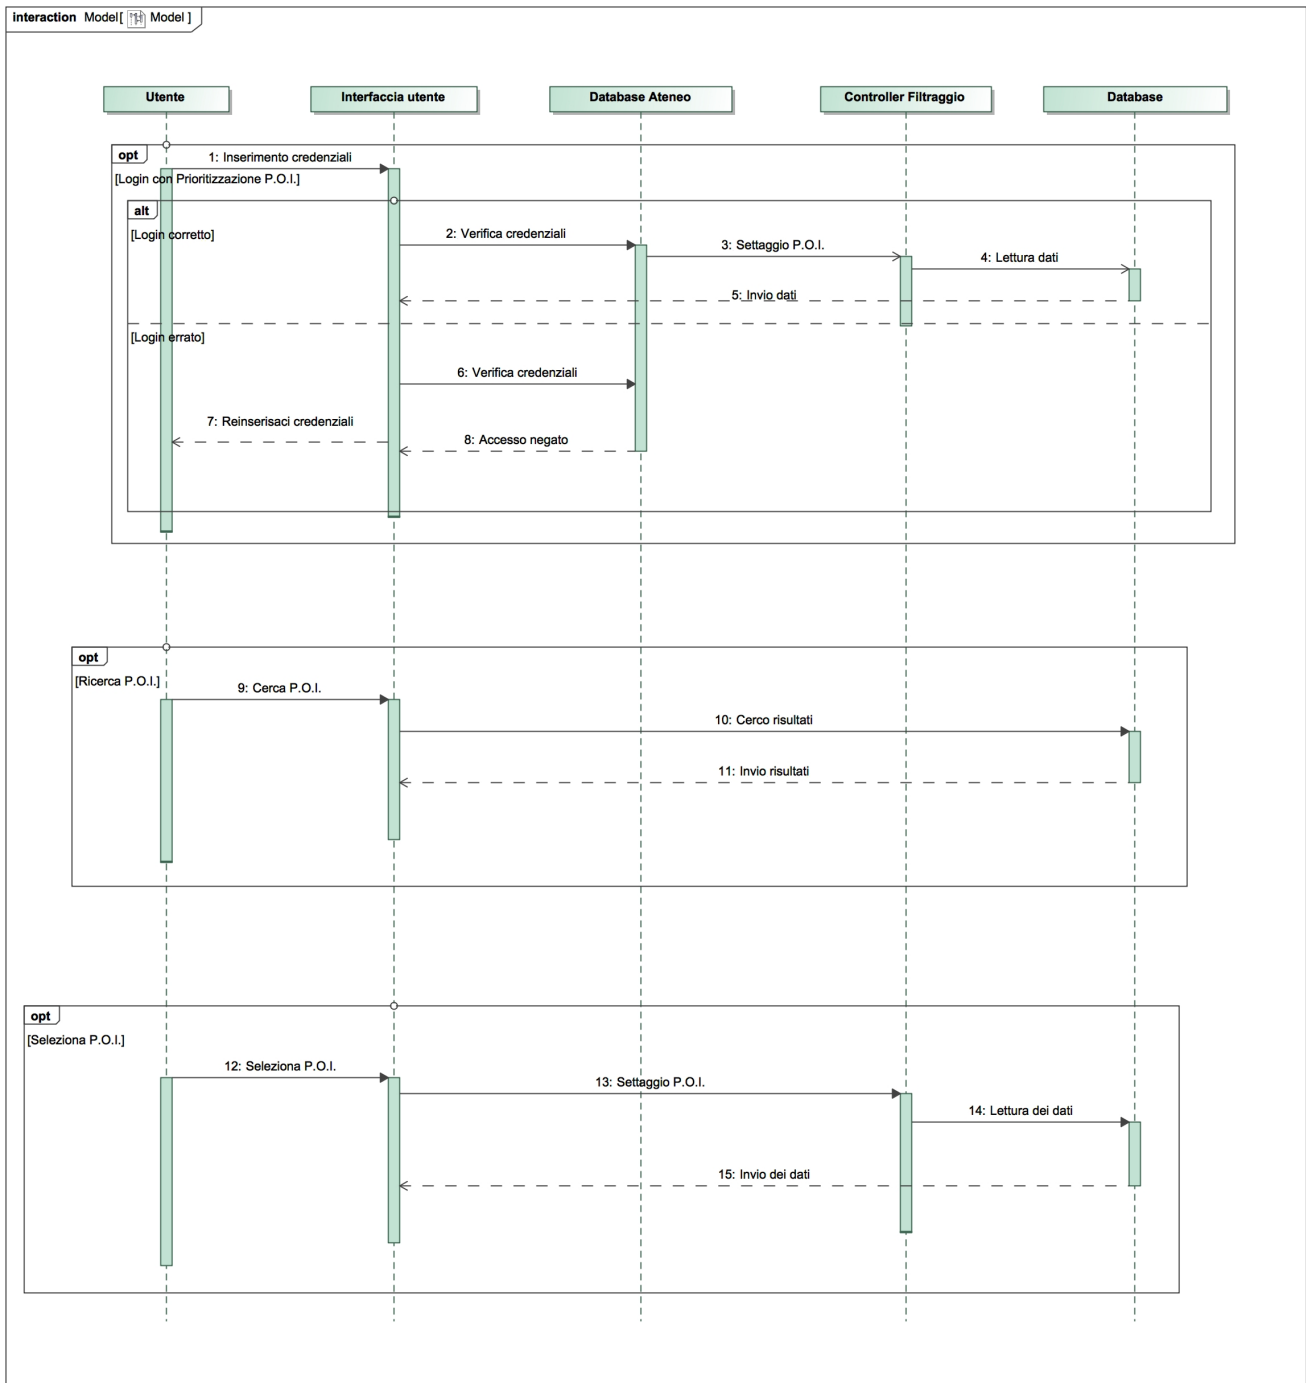 interaction Model[ Model ]
Utente
Interfaccia utente
Database Ateneo
Controller Filtraggio
Database
opt
1: Inserimento credenziali
[Login con Prioritizzazione P.O.I.]
alt
[Login corretto]
2: Verifica credenziali
3: Settaggio P.O.I.
4: Lettura dati
5: Invio dati
[Login errato]
6: Verifica credenziali
7: Reinserisaci credenziali
8: Accesso negato
opt
[Ricerca P.O.I.]
9: Cerca P.O.I.
10: Cerco risultati
11: Invio risultati
opt
[Seleziona P.O.I.]
12: Seleziona P.O.I.
13: Settaggio P.O.I.
14: Lettura dei dati
15: Invio dei dati